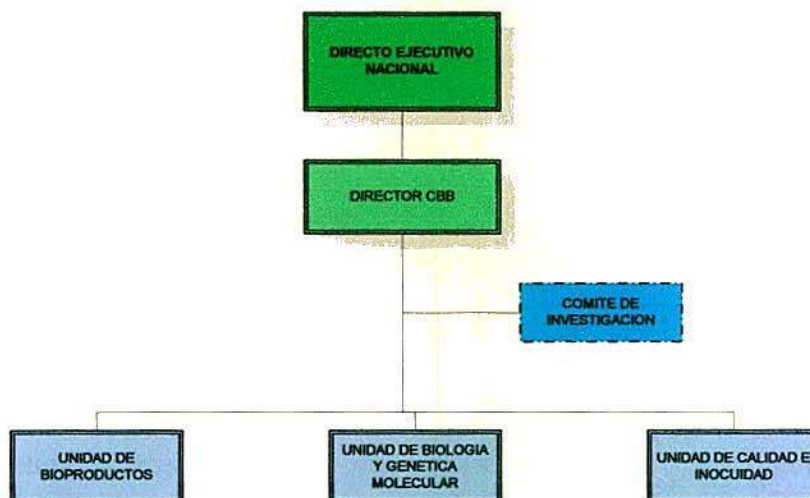 DIRECTO EJECUTIVO
NACIONAL
DIRECTOR CBB
COMITE DE
INVESTIGACION
UNIDAD DE
BIOPRODUCTOS
UNIDAD DE BIOLOGIA
Y GENETICA
MOLECULAR
UNIDAD DE CALIDAD E
INOCUIDAD